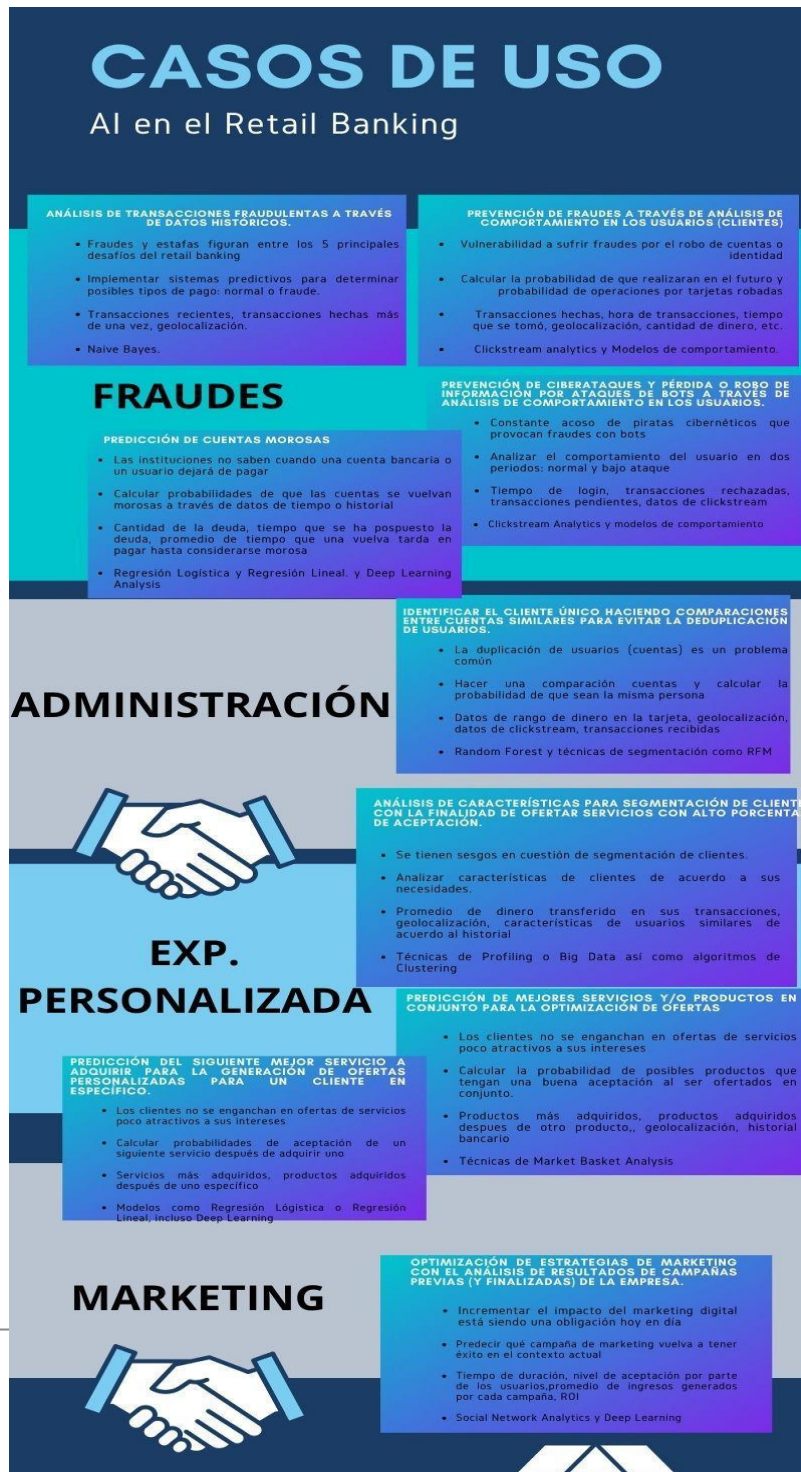 CASOS DE USO
AI en el Retail Banking
ANÁLISIS DE TRANSACCIONES FRAUDULENTAS A TRAVÉS
DE DATOS HISTÓRICOS.
• Fraudes y estafas figuran entre los 5 principales
desafíos del retail banking
• Implementar sistemas predictivos para determinar
posibles tipos de pago: normal o fraude.
• Transacciones recientes, transacciones hechas más
de una vez, geolocalización.
• Naive Bayes.
PREVENCIÓN DE FRAUDES A TRAVÉS DE ANÁLISIS DE
COMPORTAMIENTO EN LOS USUARIOS (CLIENTES)
• Vulnerabilidad a sufrir fraudes por el robo de cuentas o
identidad
• Calcular la probabilidad de que realizaran en el futuro y
probabilidad de operaciones por tarjetas robadas
• Transacciones hechas, hora de transacciones, tiempo
que se tomó, geolocalización, cantidad de dinero, etc.
• Clickstream analytics y Modelos de comportamiento.
FRAUDES
PREVENCIÓN DE CIBERATAQUES Y PÉRDIDA O ROBO DE
INFORMACIÓN POR ATAQUES DE BOTS A TRAVÉS DE
ANÁLISIS DE COMPORTAMIENTO EN LOS USUARIOS.
• Constante acoso de piratas cibernéticos que
provocan fraudes con bots
• Analizar el comportamiento del usuario en dos
periodos: normal y bajo ataque
• Tiempo de login, transacciones rechazadas,
transacciones pendientes, datos de clickstream
• Clickstream Analytics y modelos de comportamiento
PREDICCIÓN DE CUENTAS MOROSAS
• Las instituciones no saben cuando una cuenta bancaria o
un usuario dejará de pagar
• Calcular probabilidades de que las cuentas se vuelvan
morosas a través de datos de tiempo o historial
• Cantidad de la deuda, tiempo que se ha pospuesto la
deuda, promedio de tiempo que una vuelva tarda en
pagar hasta considerarse morosa
• Regresión Logística y Regresión Lineal. y Deep Learning
Analysis
IDENTIFICAR EL CLIENTE ÚNICO HACIENDO COMPARACIONES
ENTRE CUENTAS SIMILARES PARA EVITAR LA DEDUPLICACIÓN
DE USUARIOS.
• La duplicación de usuarios (cuentas) es un problema
común
• Hacer una comparación cuentas y calcular la
probabilidad de que sean la misma persona
• Datos de rango de dinero en la tarjeta, geolocalización,
datos de clickstream, transacciones recibidas
• Random Forest y técnicas de segmentación como RFM
ADMINISTRACIÓN
ANÁLISIS DE CARACTERÍSTICAS PARA SEGMENTACIÓN DE CLIENTE
CON LA FINALIDAD DE OFERTAR SERVICIOS CON ALTO PORCENTA
DE ACEPTACIÓN.
• Se tienen sesgos en cuestión de segmentación de clientes.
• Analizar características de clientes de acuerdo a sus
necesidades.
• Promedio de dinero transferido en sus transacciones,
geolocalización, características de usuarios similares de
acuerdo al historial
• Técnicas de Profiling o Big Data así como algoritmos de
Clustering
EXP.
PERSONALIZADA
PREDICCIÓN DE MEJORES SERVICIOS Y/O PRODUCTOS EN
CONJUNTO PARA LA OPTIMIZACIÓN DE OFERTAS
• Los clientes no se enganchan en ofertas de servicios
poco atractivos a sus intereses
• Calcular la probabilidad de posibles productos que
tengan una buena aceptación al ser ofertados en
conjunto.
• Productos más adquiridos, productos adquiridos
despues de otro producto,, geolocalización, historial
bancario
• Técnicas de Market Basket Analysis
PREDICCIÓN DEL SIGUIENTE MEJOR SERVICIO A
ADQUIRIR PARA LA GENERACIÓN DE OFERTAS
PERSONALIZADAS PARA UN CLIENTE EN
ESPECÍFICO.
• Los clientes no se enganchan en ofertas de servicios
poco atractivos a sus intereses
• Calcular probabilidades de aceptación de un
siguiente servicio después de adquirir uno
• Servicios más adquiridos, productos adquiridos
después de uno específico
• Modelos como Regresión Lógistica o Regresión
Lineal, incluso Deep Learning
MARKETING
OPTIMIZACIÓN DE ESTRATEGIAS DE MARKETING
CON EL ANÁLISIS DE RESULTADOS DE CAMPAÑAS
PREVIAS (Y FINALIZADAS) DE LA EMPRESA.
• Incrementar el impacto del marketing digital
está siendo una obligación hoy en día
• Predecir qué campaña de marketing vuelva a tener
éxito en el contexto actual
• Tiempo de duración, nivel de aceptación por parte
de los usuarios,promedio de ingresos generados
por cada campaña, ROI
• Social Network Analytics y Deep Learning